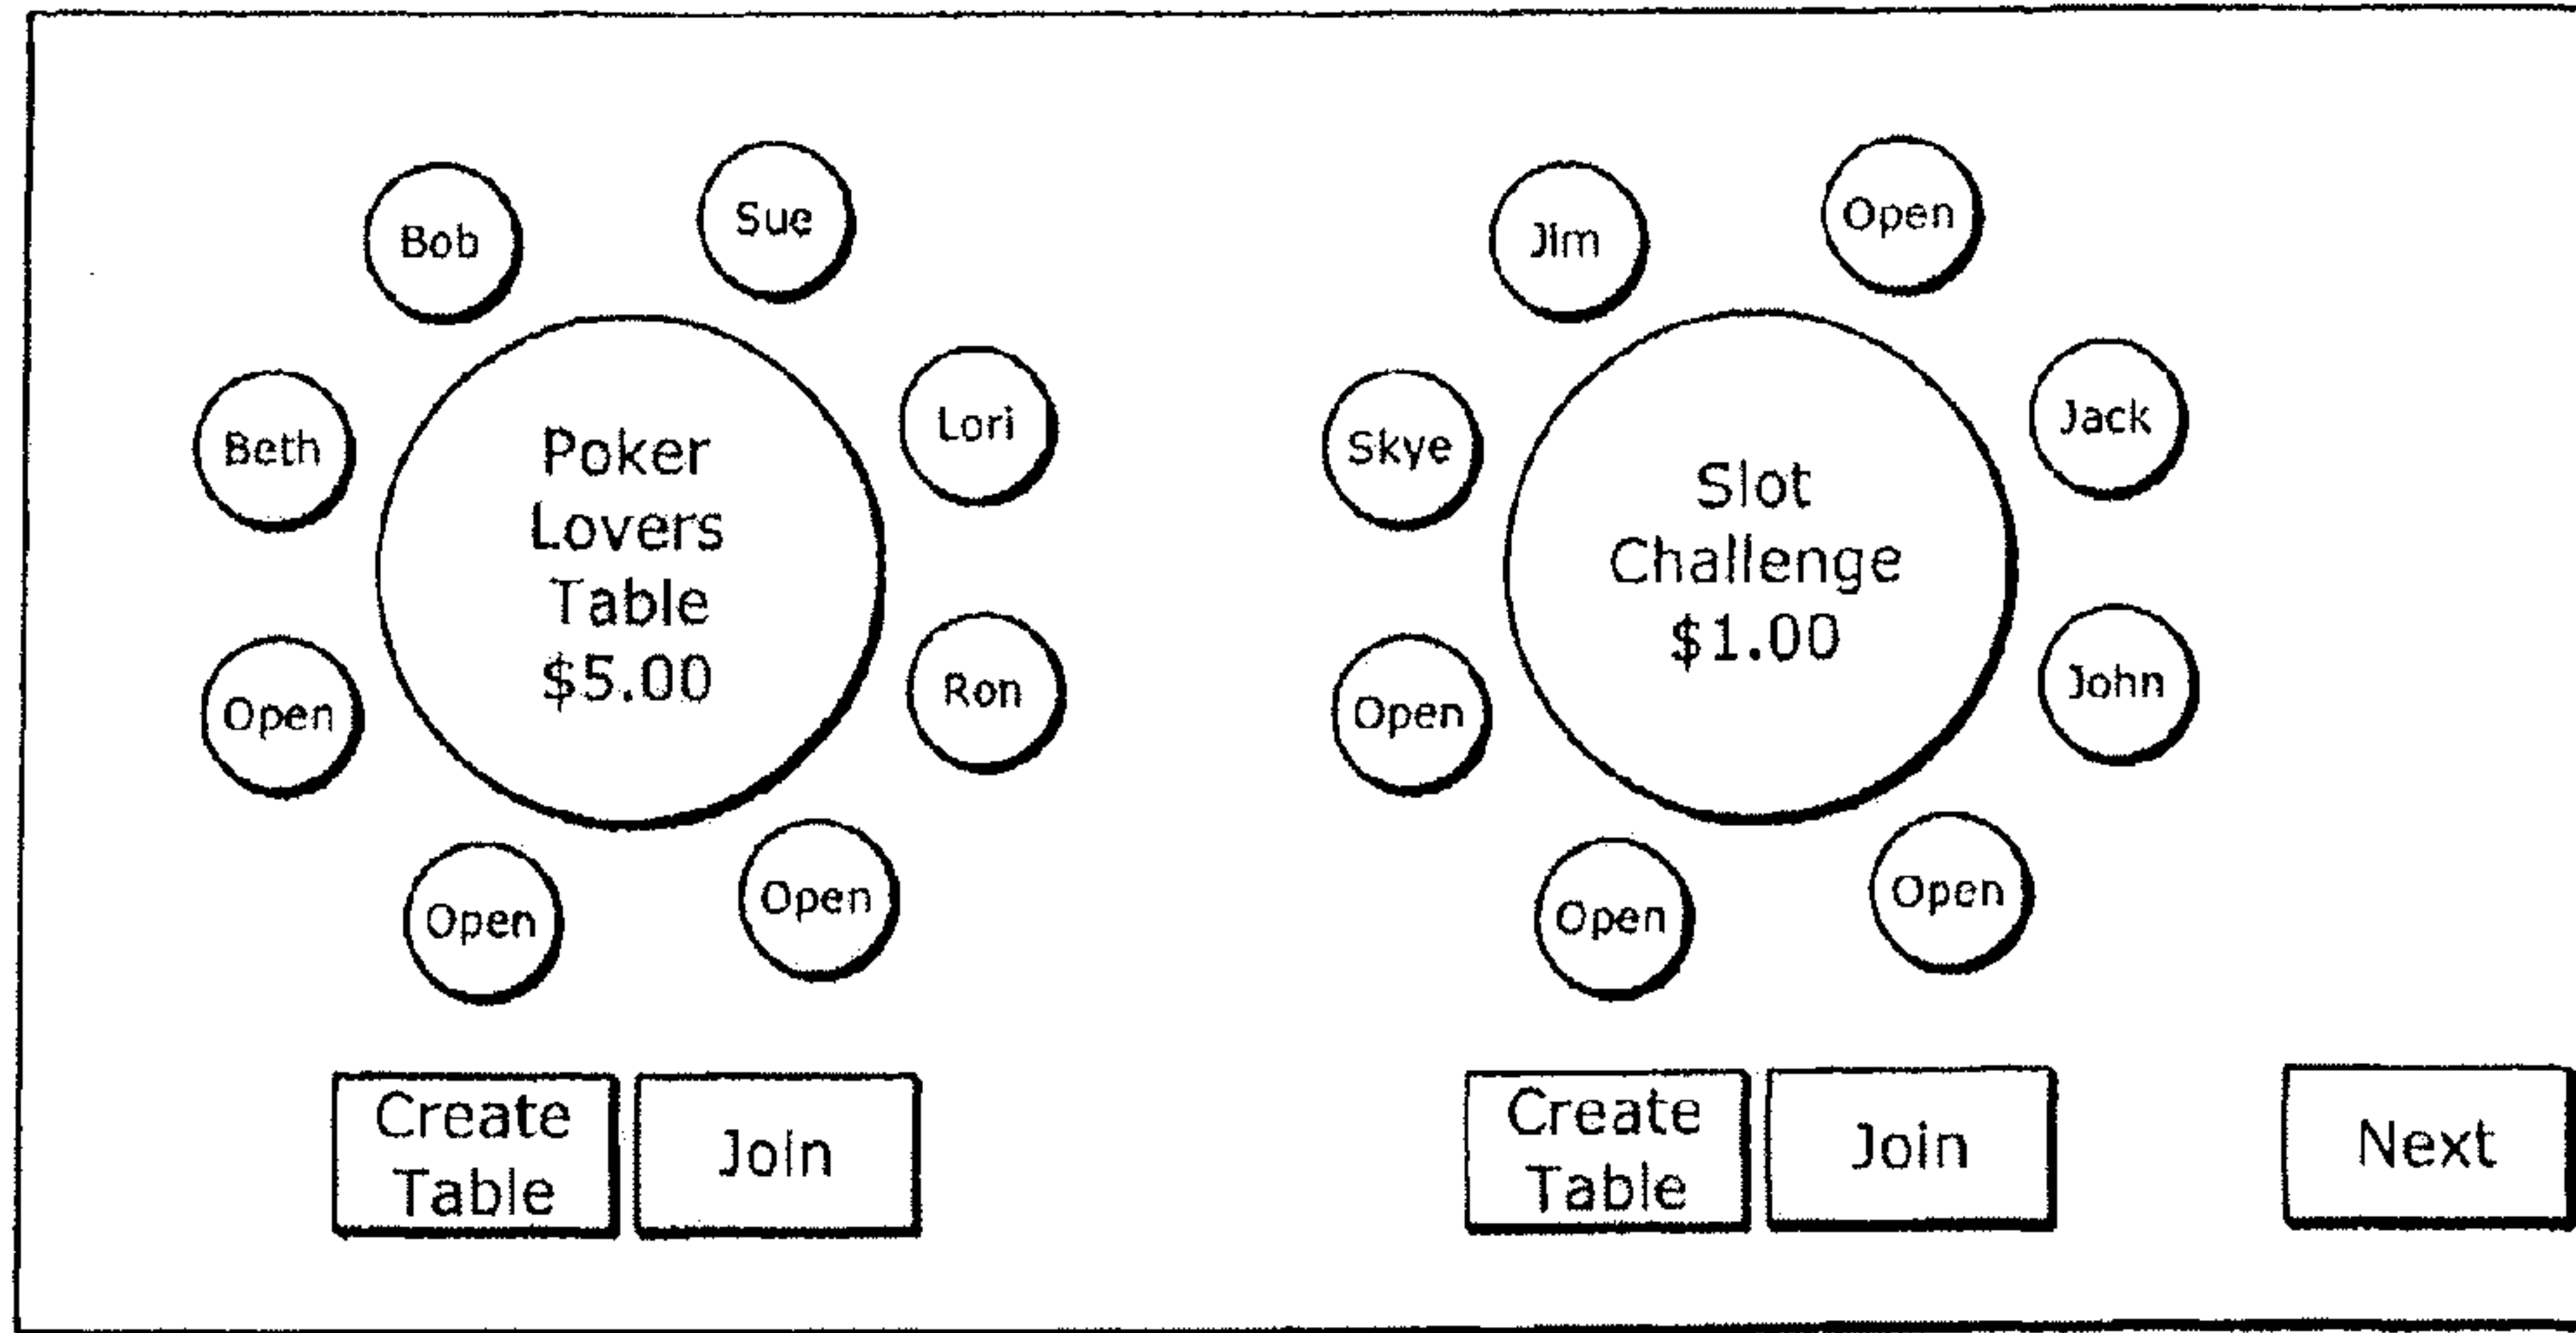 Bob
Sue
Beth
Lori
Poker
Lovers
Table
$5.00
Open
Ron
Open
Open
Create
Table
Join
Jim
Open
Skye
Jack
Slot
Challenge
$1.00
Open
John
Open
Open
Create
Table
Join
Next